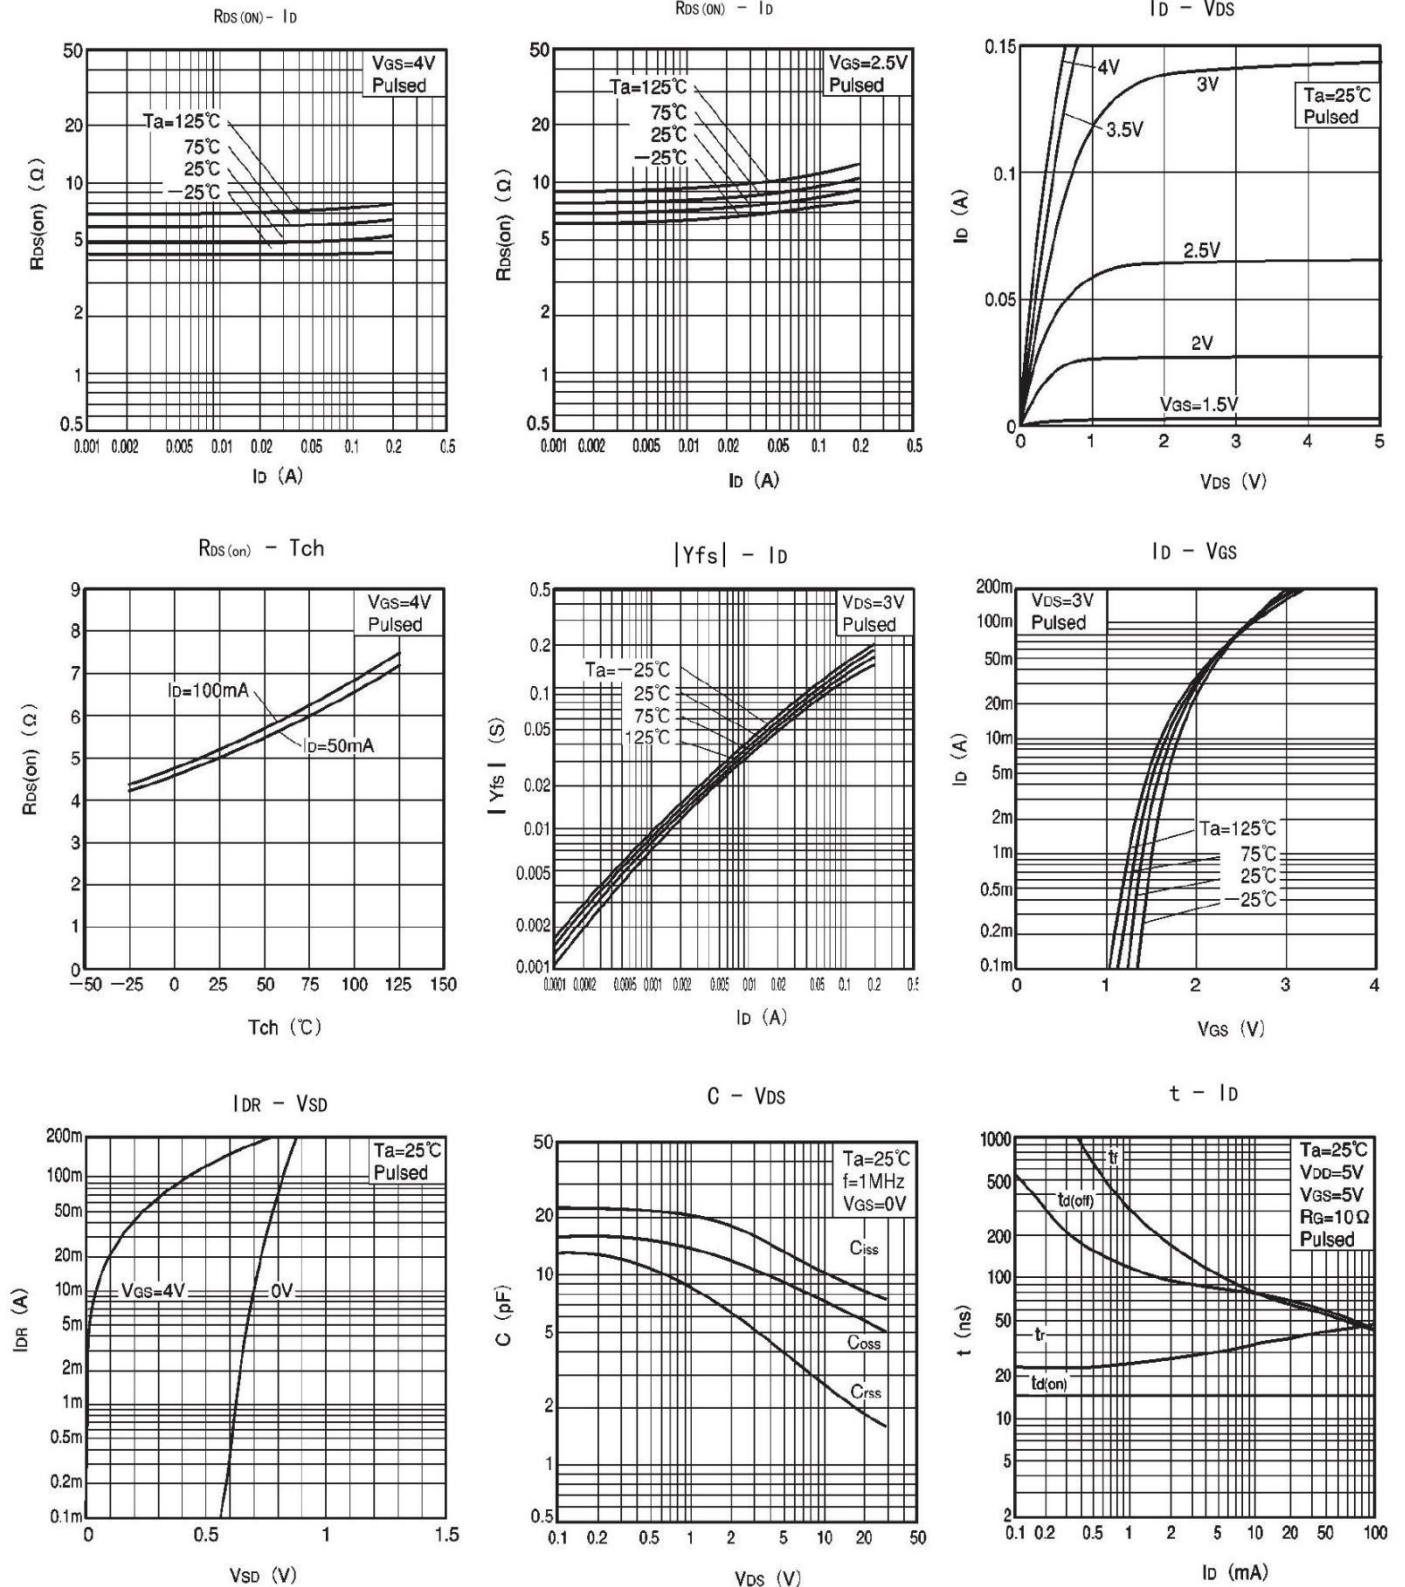 RDS(ON)- ID
VGS=4V
Pulsed
Ta=125℃
75℃
25℃
−25℃
RDS(on) (Ω)
50
20
10
5
2
1
0.5
0.001 0.002 0.005 0.01 0.02 0.05 0.1 0.2 0.5
ID (A)
RDS(ON) - ID
VGS=2.5V
Pulsed
Ta=125℃
75℃
25℃
−25℃
RDS(on) (Ω)
50
20
10
5
2
1
0.5
0.001 0.002 0.005 0.01 0.02 0.05 0.1 0.2 0.5
ID (A)
ID - VDS
4V
3V
3.5V
Ta=25℃
Pulsed
2.5V
2V
VGS=1.5V
ID (A)
0.15
0.1
0.05
0
0 1 2 3 4 5
VDS (V)
RDS(on) - Tch
VGS=4V
Pulsed
ID=100mA
ID=50mA
RDS(on) (Ω)
9
8
7
6
5
4
3
2
1
0
−50 −25 0 25 50 75 100 125 150
Tch (℃)
|Yfs| - ID
VDS=3V
Pulsed
Ta=−25℃
25℃
75℃
125℃
| Yfs | (S)
0.5
0.2
0.1
0.05
0.02
0.01
0.005
0.002
0.001
0.0001 0.0002 0.0005 0.001 0.002 0.005 0.01 0.02 0.05 0.1 0.2
ID (A)
ID - VGS
VDS=3V
Pulsed
Ta=125℃
75℃
25℃
−25℃
ID (A)
200m
100m
50m
20m
10m
5m
2m
1m
0.5m
0.2m
0.1m
0 1 2 3 4
VGS (V)
IDR - VSD
Ta=25℃
Pulsed
VGS=4V
0V
IDR (A)
200m
100m
50m
20m
10m
5m
2m
1m
0.5m
0.2m
0.1m
0 0.5 1 1.5
VSD (V)
C - VDS
Ta=25℃
f=1MHz
VGS=0V
Ciss
Coss
Crss
C (pF)
50
20
10
5
2
1
0.5
0.1 0.2 0.5 1 2 5 10 20 50
VDS (V)
t - ID
Ta=25℃
VDD=5V
VGS=5V
RG=10Ω
Pulsed
tf
td(off)
tr
td(on)
t (ns)
1000
500
200
100
50
20
10
5
2
0.1 0.2 0.5 1 2 5 10 20 50 100
ID (mA)